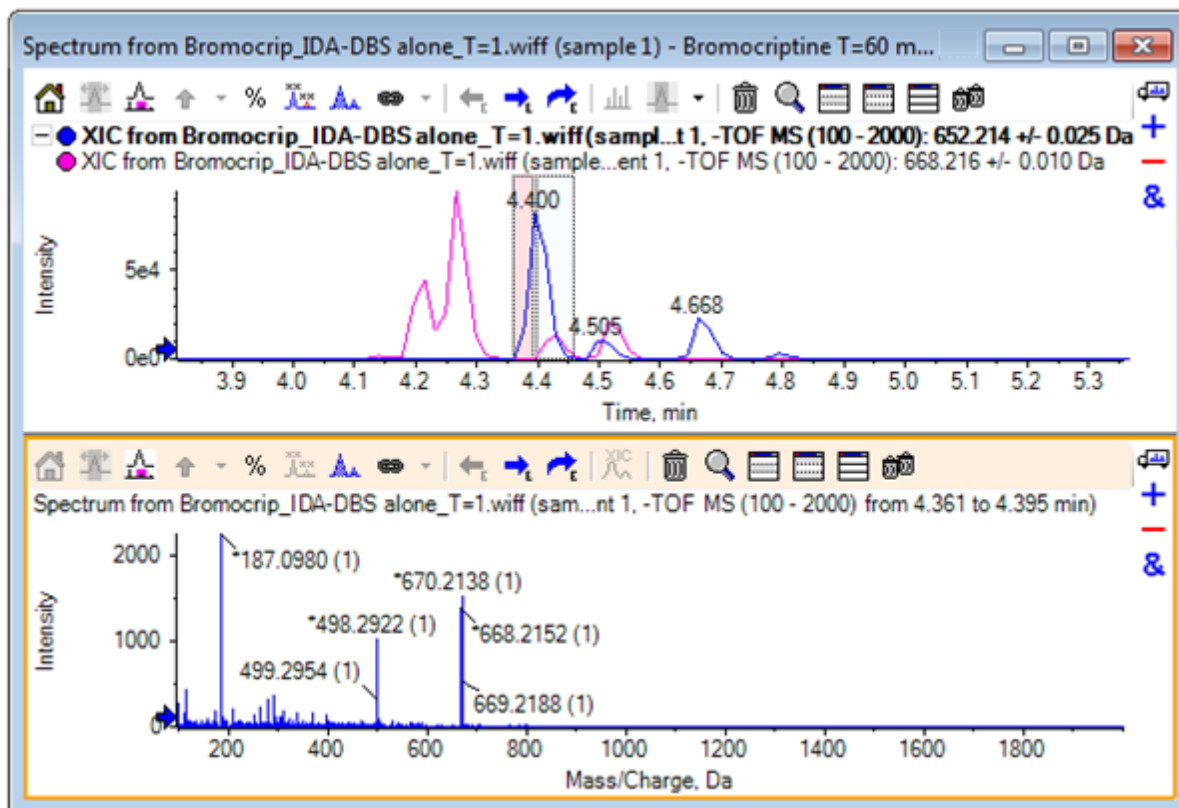 Spectrum from Bromocrip_IDA-DBS alone_T=1.wiff (sample 1) - Bromocriptine T=60 m...
%
XIC from Bromocrip_IDA-DBS alone_T=1.wiff (sampl...t 1, -TOF MS (100 - 2000): 652.214 +/- 0.025 Da
XIC from Bromocrip_IDA-DBS alone_T=1.wiff (sample...ent 1, -TOF MS (100 - 2000): 668.216 +/- 0.010 Da
&
Intensity
5e4
0e0
4.400
4.505
4.668
3.9 4.0 4.1 4.2 4.3 4.4 4.5 4.6 4.7 4.8 4.9 5.0 5.1 5.2 5.3
Time, min
% XIC
Spectrum from Bromocrip_IDA-DBS alone_T=1.wiff (sam...nt 1, -TOF MS (100 - 2000) from 4.361 to 4.395 min)
&
Intensity
2000
1000
0
*187.0980 (1)
*670.2138 (1)
*498.2922 (1)
*668.2152 (1)
499.2954 (1)
669.2188 (1)
200 400 600 800 1000 1200 1400 1600 1800
Mass/Charge, Da